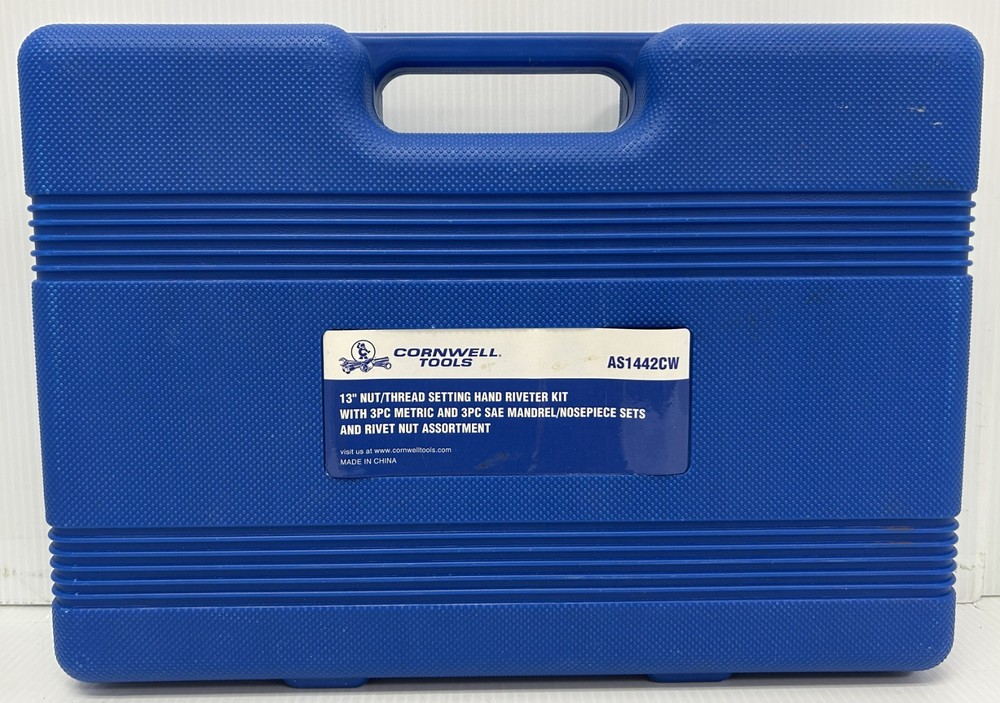 CORNWELL.
TOOLS
AS1442CW
13" NUT/THREAD SETTING HAND RIVETER KIT
WITH 3PC METRIC AND 3PC SAE MANDREL/NOSEPIECE SETS
AND RIVET NUT ASSORTMENT
visit us at www.cornwelltools.com
MADE IN CHINA